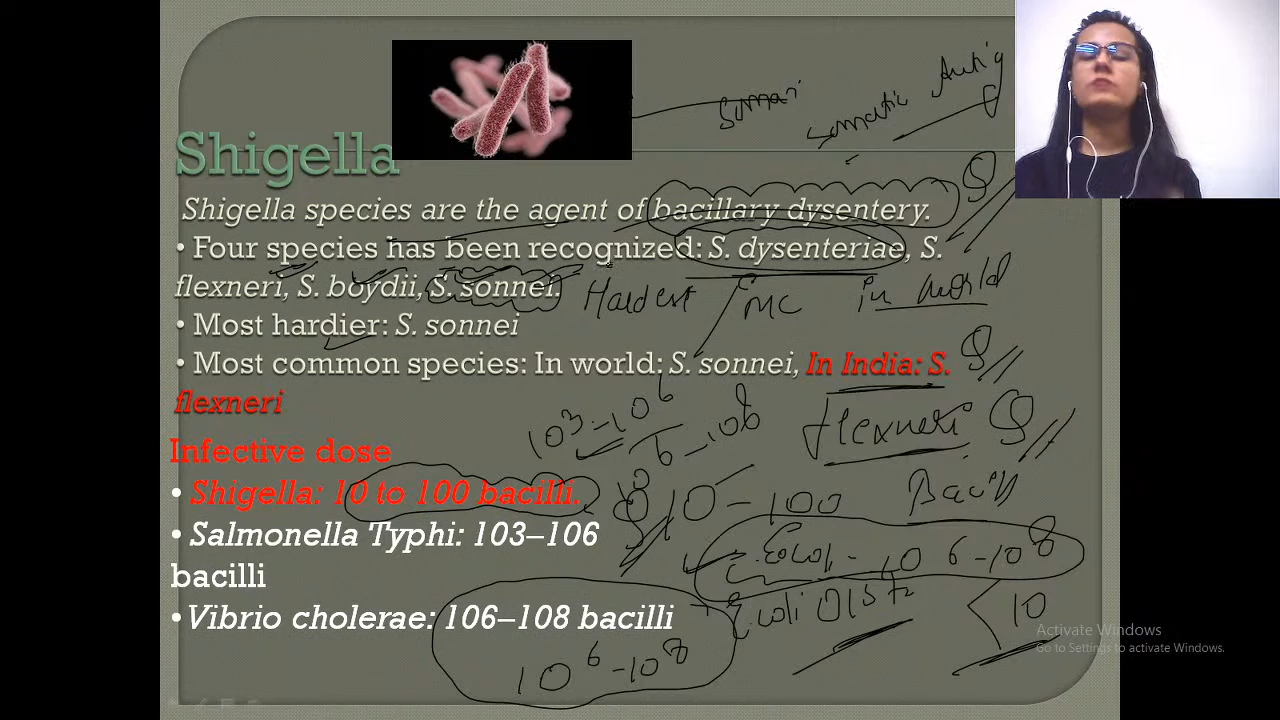 Somati
Somatic Antig
Shigella
Shigella species are the agent of bacillary dysentery.
• Four species has been recognized: S. dysenteriae, S.
flexneri, S. boydii, S. sonnei.
Hardest
mc in world
• Most hardier: S. sonnei
• Most common species: In world: S. sonnei, In India: S.
flexneri
10³-10⁶
flexneri
Infective dose
• Shigella: 10 to 100 bacilli.
10-100 Bacilli
• Salmonella Typhi: 103–106
bacilli
10⁶-10⁸
• Vibrio cholerae: 106–108 bacilli
Ecoli
<10
10⁶-10⁸
Activate Windows
Go to Settings to activate Windows.